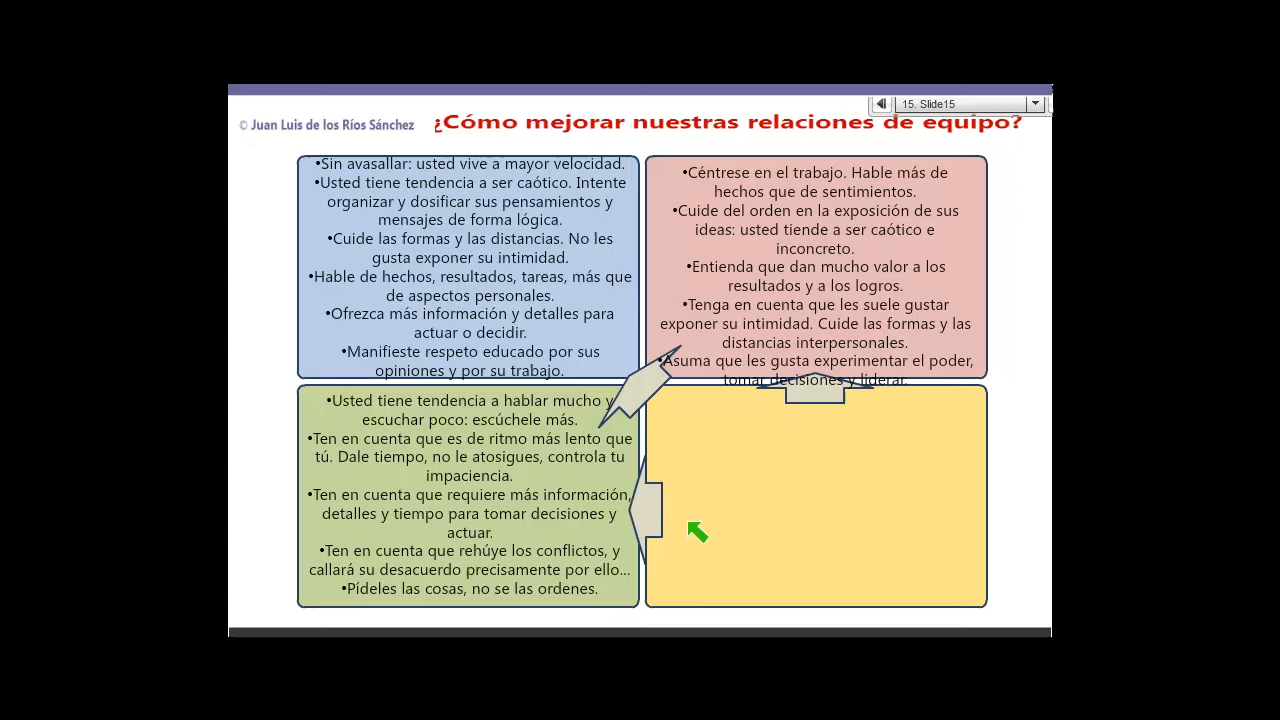 15. Slide15
© Juan Luis de los Ríos Sánchez
¿Cómo mejorar nuestras relaciones de equipo?
•Sin avasallar: usted vive a mayor velocidad.
•Usted tiene tendencia a ser caótico. Intente
organizar y dosificar sus pensamientos y
mensajes de forma lógica.
•Cuide las formas y las distancias. No les
gusta exponer su intimidad.
•Hable de hechos, resultados, tareas, más que
de aspectos personales.
•Ofrezca más información y detalles para
actuar o decidir.
•Manifieste respeto educado por sus
opiniones y por su trabajo.
•Céntrese en el trabajo. Hable más de
hechos que de sentimientos.
•Cuide del orden en la exposición de sus
ideas: usted tiende a ser caótico e
inconcreto.
•Entienda que dan mucho valor a los
resultados y a los logros.
•Tenga en cuenta que les suele gustar
exponer su intimidad. Cuide las formas y las
distancias interpersonales.
•Asuma que les gusta experimentar el poder,
tomar decisiones y liderar.
•Usted tiene tendencia a hablar mucho y
escuchar poco: escúchele más.
•Ten en cuenta que es de ritmo más lento que
tú. Dale tiempo, no le atosigues, controla tu
impaciencia.
•Ten en cuenta que requiere más información,
detalles y tiempo para tomar decisiones y
actuar.
•Ten en cuenta que rehúye los conflictos, y
callará su desacuerdo precisamente por ello...
•Pídeles las cosas, no se las ordenes.